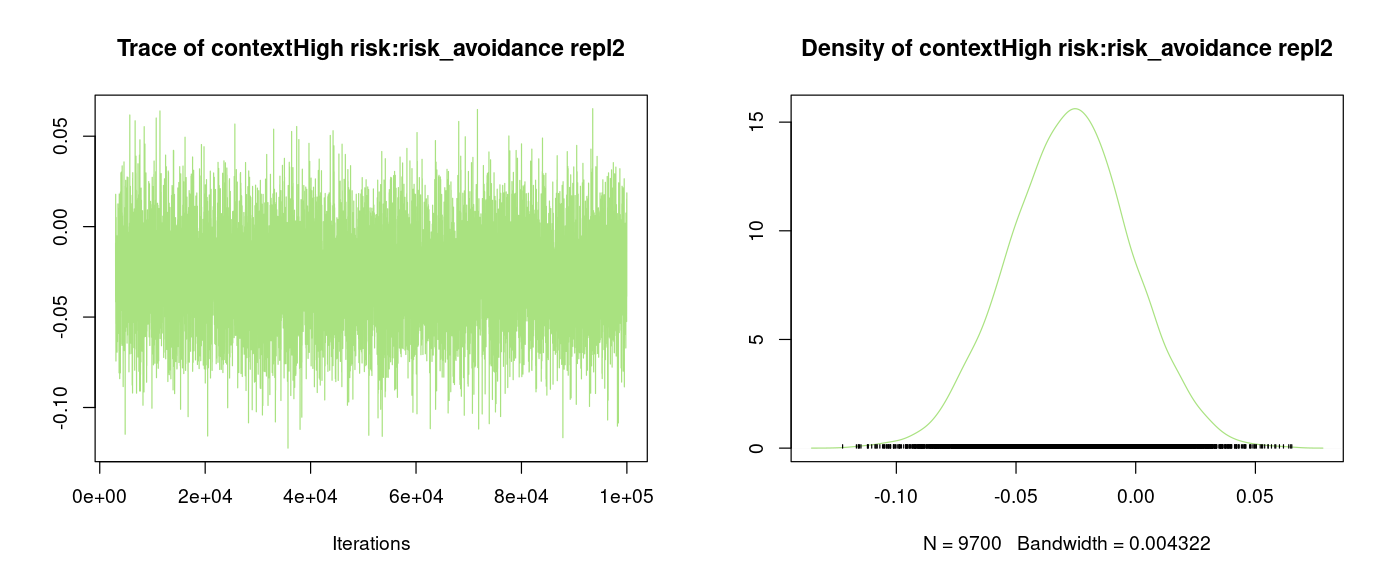 Trace of contextHigh risk:risk_avoidance repl2
0.05
0.00
-0.05
-0.10
0e+00 2e+04 4e+04 6e+04 8e+04 1e+05
Iterations
Density of contextHigh risk:risk_avoidance repl2
15
10
5
0
-0.10 -0.05 0.00 0.05
N = 9700 Bandwidth = 0.004322